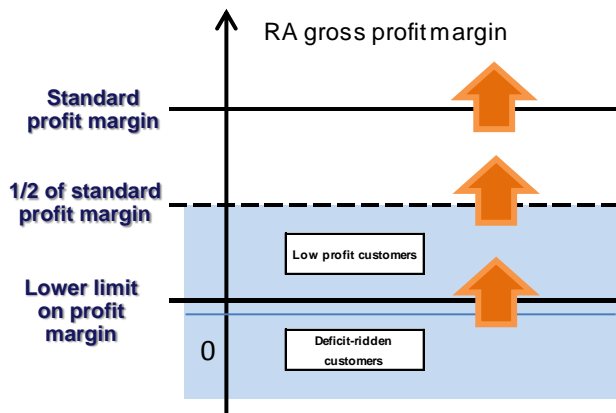 RA gross profit margin
Standard
profit margin
1/2 of standard
profit margin
Low profit customers
Lower limit
on profit
margin
0
Deficit-ridden
customers